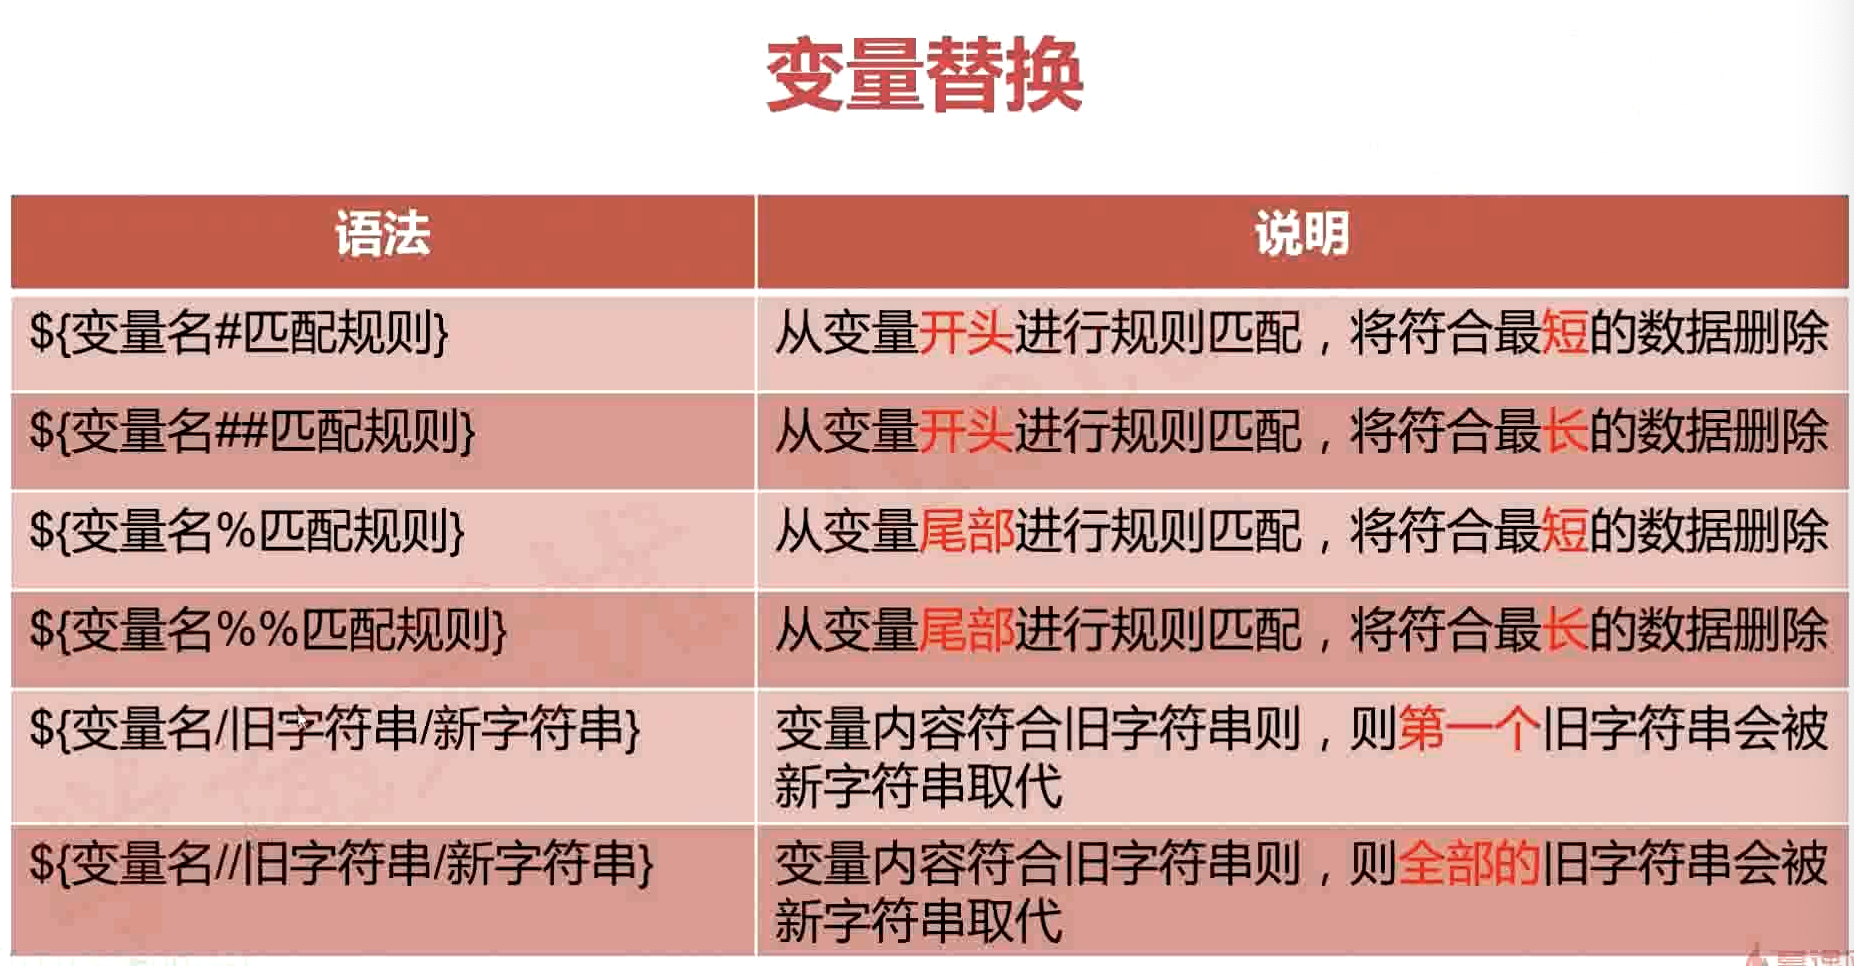 变量替换
语法 说明
${变量名#匹配规则} 从变量开头进行规则匹配，将符合最短的数据删除
${变量名##匹配规则} 从变量开头进行规则匹配，将符合最长的数据删除
${变量名%匹配规则} 从变量尾部进行规则匹配，将符合最短的数据删除
${变量名%%匹配规则} 从变量尾部进行规则匹配，将符合最长的数据删除
${变量名/旧字符串/新字符串} 变量内容符合旧字符串则，则第一个旧字符串会被
新字符串取代
${变量名//旧字符串/新字符串} 变量内容符合旧字符串则，则全部的旧字符串会被
新字符串取代